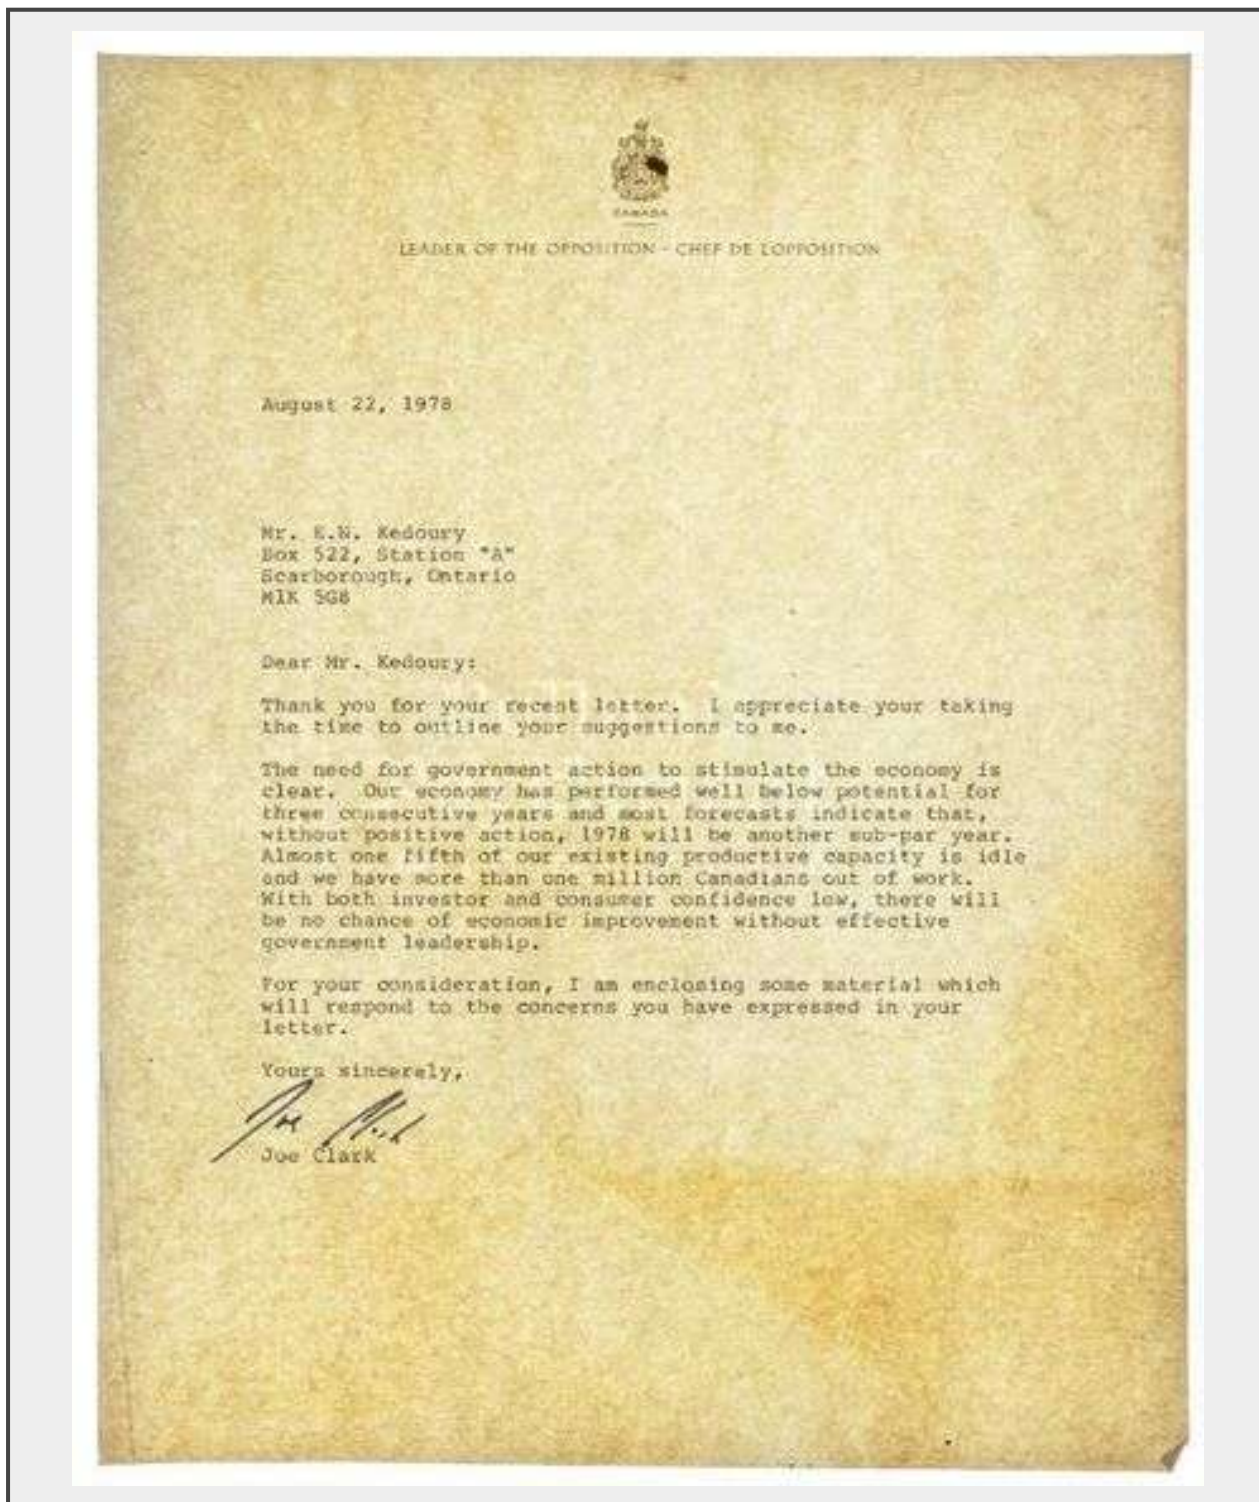 CANADA
LEADER OF THE OPPOSITION - CHEF DE L'OPPOSITION
August 22, 1978
Mr. E.N. Kedoury
Box 522, Station "A"
Scarborough, Ontario
M1K 5G8
Dear Mr. Kedoury:
Thank you for your recent letter. I appreciate your taking
the time to outline your suggestions to me.
The need for government action to stimulate the economy is
clear. Our economy has performed well below potential for
three consecutive years and most forecasts indicate that,
without positive action, 1978 will be another sub-par year.
Almost one fifth of our existing productive capacity is idle
and we have more than one million Canadians out of work.
With both investor and consumer confidence low, there will
be no chance of economic improvement without effective
government leadership.
For your consideration, I am enclosing some material which
will respond to the concerns you have expressed in your
letter.
Yours sincerely,
Joe Clark
Joe Clark